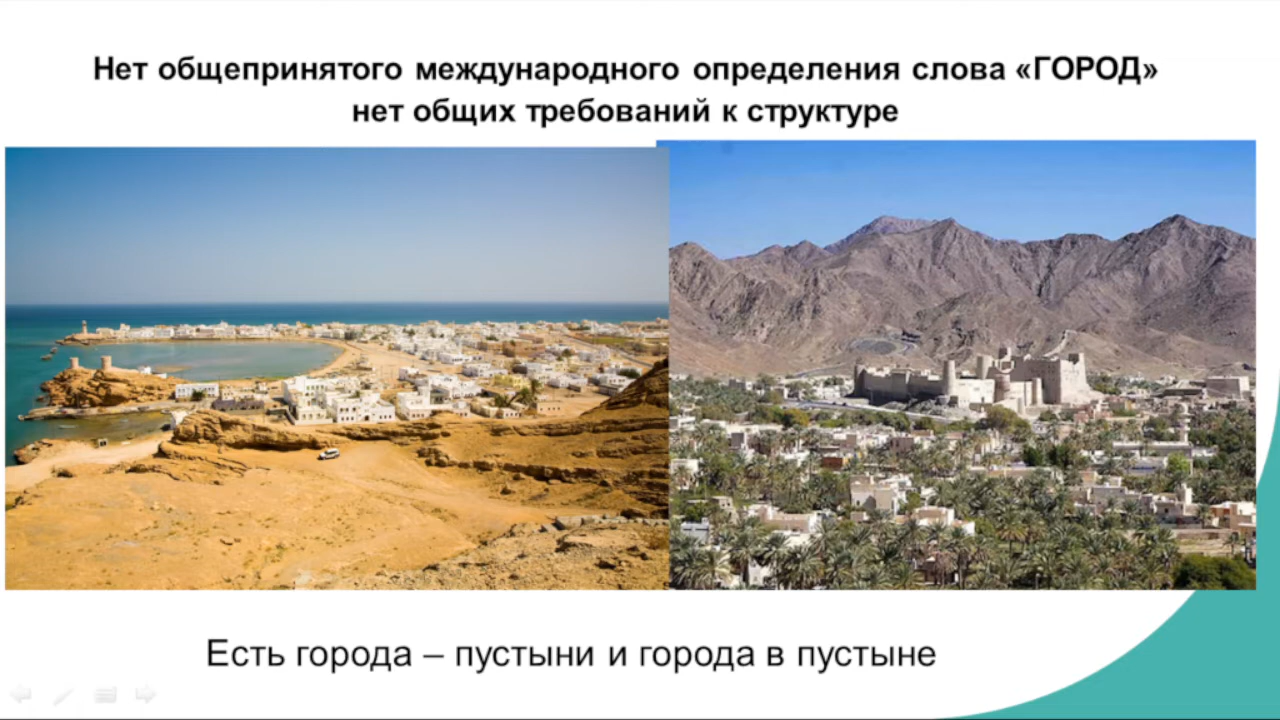 Нет общепринятого международного определения слова «ГОРОД»
нет общих требований к структуре
Есть города – пустыни и города в пустыне